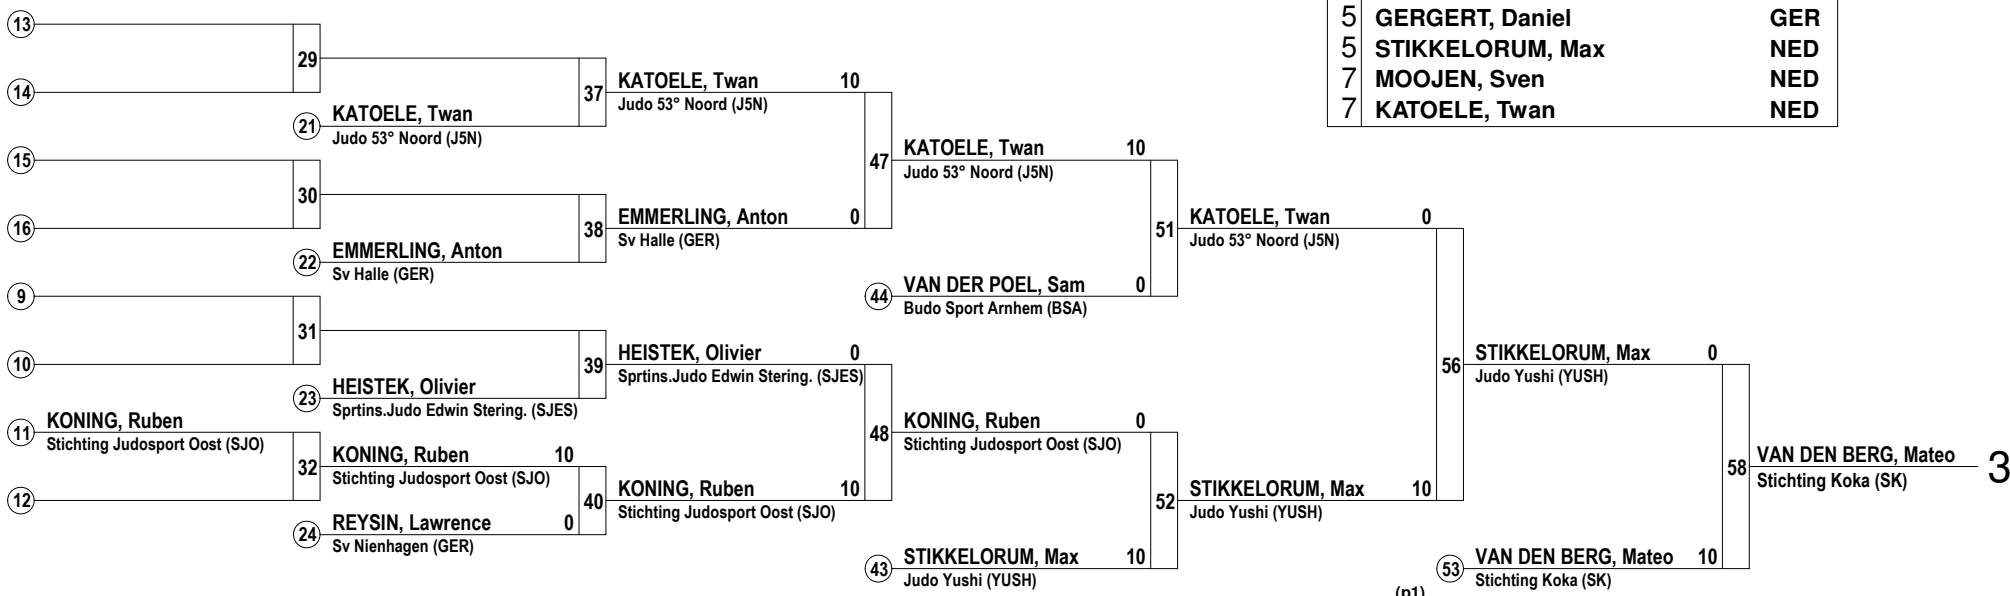 5 GERGERT, Daniel GER
5 STIKKELORUM, Max NED
7 MOOJEN, Sven NED
7 KATOELE, Twan NED
13
29
14
37
KATOELE, Twan 10
Judo 53° Noord (J5N)
21
KATOELE, Twan
Judo 53° Noord (J5N)
47
KATOELE, Twan 10
Judo 53° Noord (J5N)
15
30
16
38
EMMERLING, Anton 0
Sv Halle (GER)
22
EMMERLING, Anton
Sv Halle (GER)
51
KATOELE, Twan 0
Judo 53° Noord (J5N)
44
VAN DER POEL, Sam 0
Budo Sport Arnhem (BSA)
9
31
10
39
HEISTEK, Olivier 0
Sprtins.Judo Edwin Stering. (SJES)
23
HEISTEK, Olivier
Sprtins.Judo Edwin Stering. (SJES)
56
STIKKELORUM, Max 0
Judo Yushi (YUSH)
11
KONING, Ruben
Stichting Judosport Oost (SJO)
48
KONING, Ruben 0
Stichting Judosport Oost (SJO)
32
KONING, Ruben 10
Stichting Judosport Oost (SJO)
12
40
KONING, Ruben 10
Stichting Judosport Oost (SJO)
24
REYSIN, Lawrence 0
Sv Nienhagen (GER)
52
STIKKELORUM, Max 10
Judo Yushi (YUSH)
43
STIKKELORUM, Max 10
Judo Yushi (YUSH)
58
VAN DEN BERG, Mateo 3
Stichting Koka (SK)
53
VAN DEN BERG, Mateo 10
Stichting Koka (SK)
(p1)